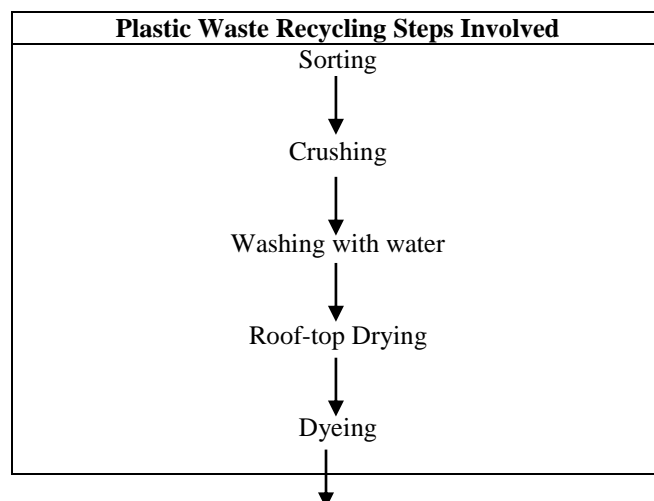 Plastic Waste Recycling Steps Involved
Sorting
Crushing
Washing with water
Roof-top Drying
Dyeing